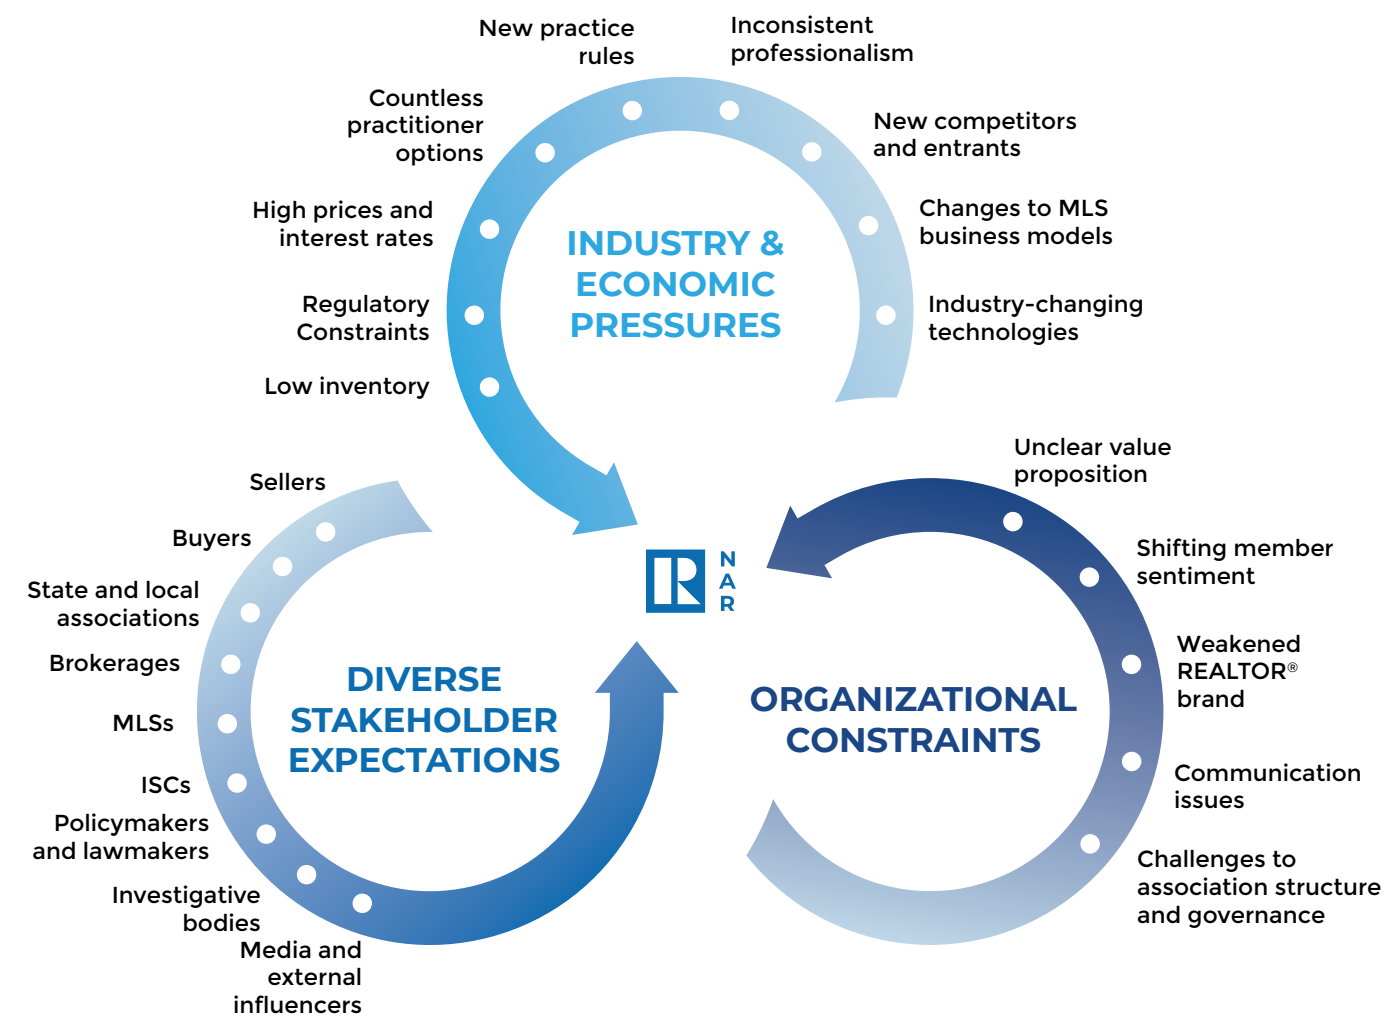 New practice
rules
Inconsistent
professionalism
Countless
practitioner
options
New competitors
and entrants
High prices and
interest rates
Changes to MLS
business models
Regulatory
Constraints
Industry-changing
technologies
Low inventory
INDUSTRY &
ECONOMIC
PRESSURES
Sellers
Buyers
State and local
associations
Brokerages
MLSs
ISCs
Policymakers
and lawmakers
Investigative
bodies
Media and
external
influencers
DIVERSE
STAKEHOLDER
EXPECTATIONS
R
N
A
R
Unclear value
proposition
Shifting member
sentiment
Weakened
REALTOR®
brand
Communication
issues
Challenges to
association structure
and governance
ORGANIZATIONAL
CONSTRAINTS